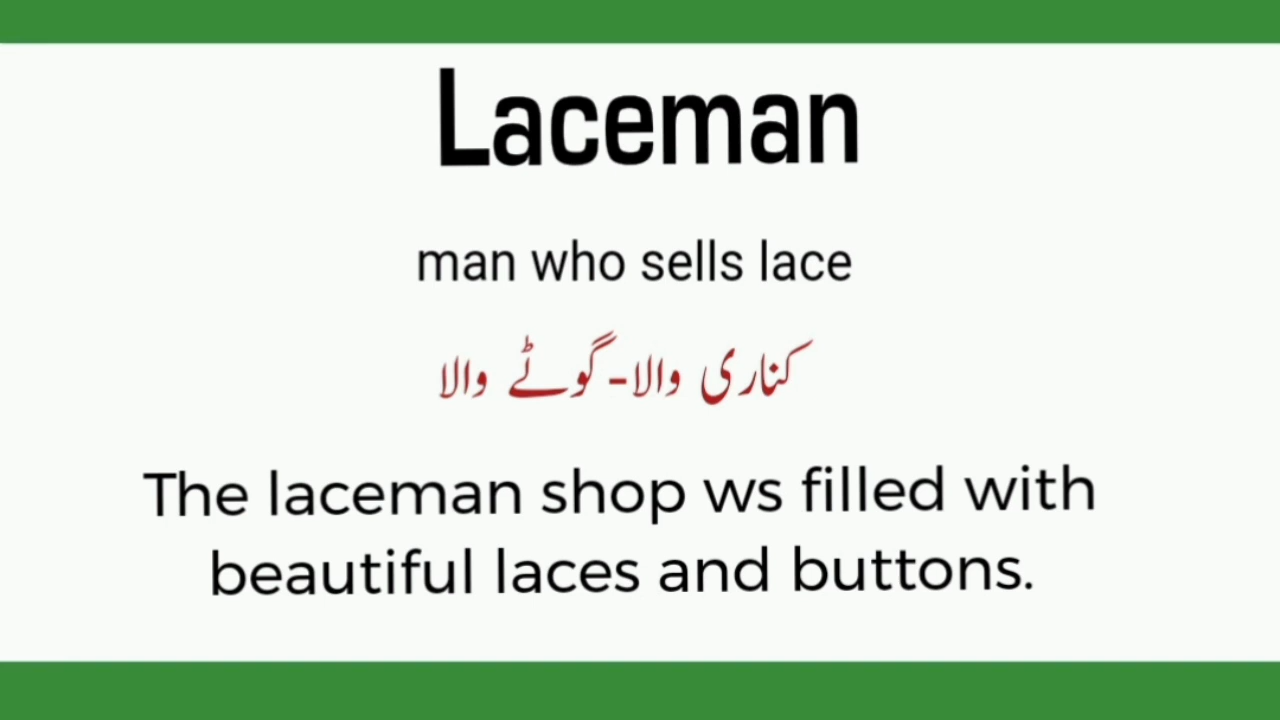 Laceman
man who sells lace
کناری والا-گوٹے والا
The laceman shop ws filled with
beautiful laces and buttons.